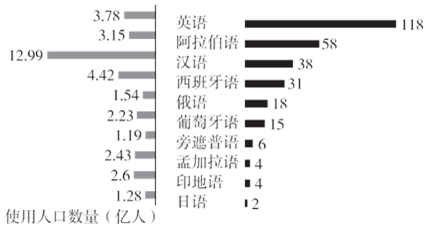 3.78 英语 118
3.15 阿拉伯语 58
12.99 汉语 38
4.42 西班牙语 31
1.54 俄语 18
2.23 葡萄牙语 15
1.19 旁遮普语 6
2.43 孟加拉语 4
2.6 印地语 4
1.28 日语 2
使用人口数量（亿人）